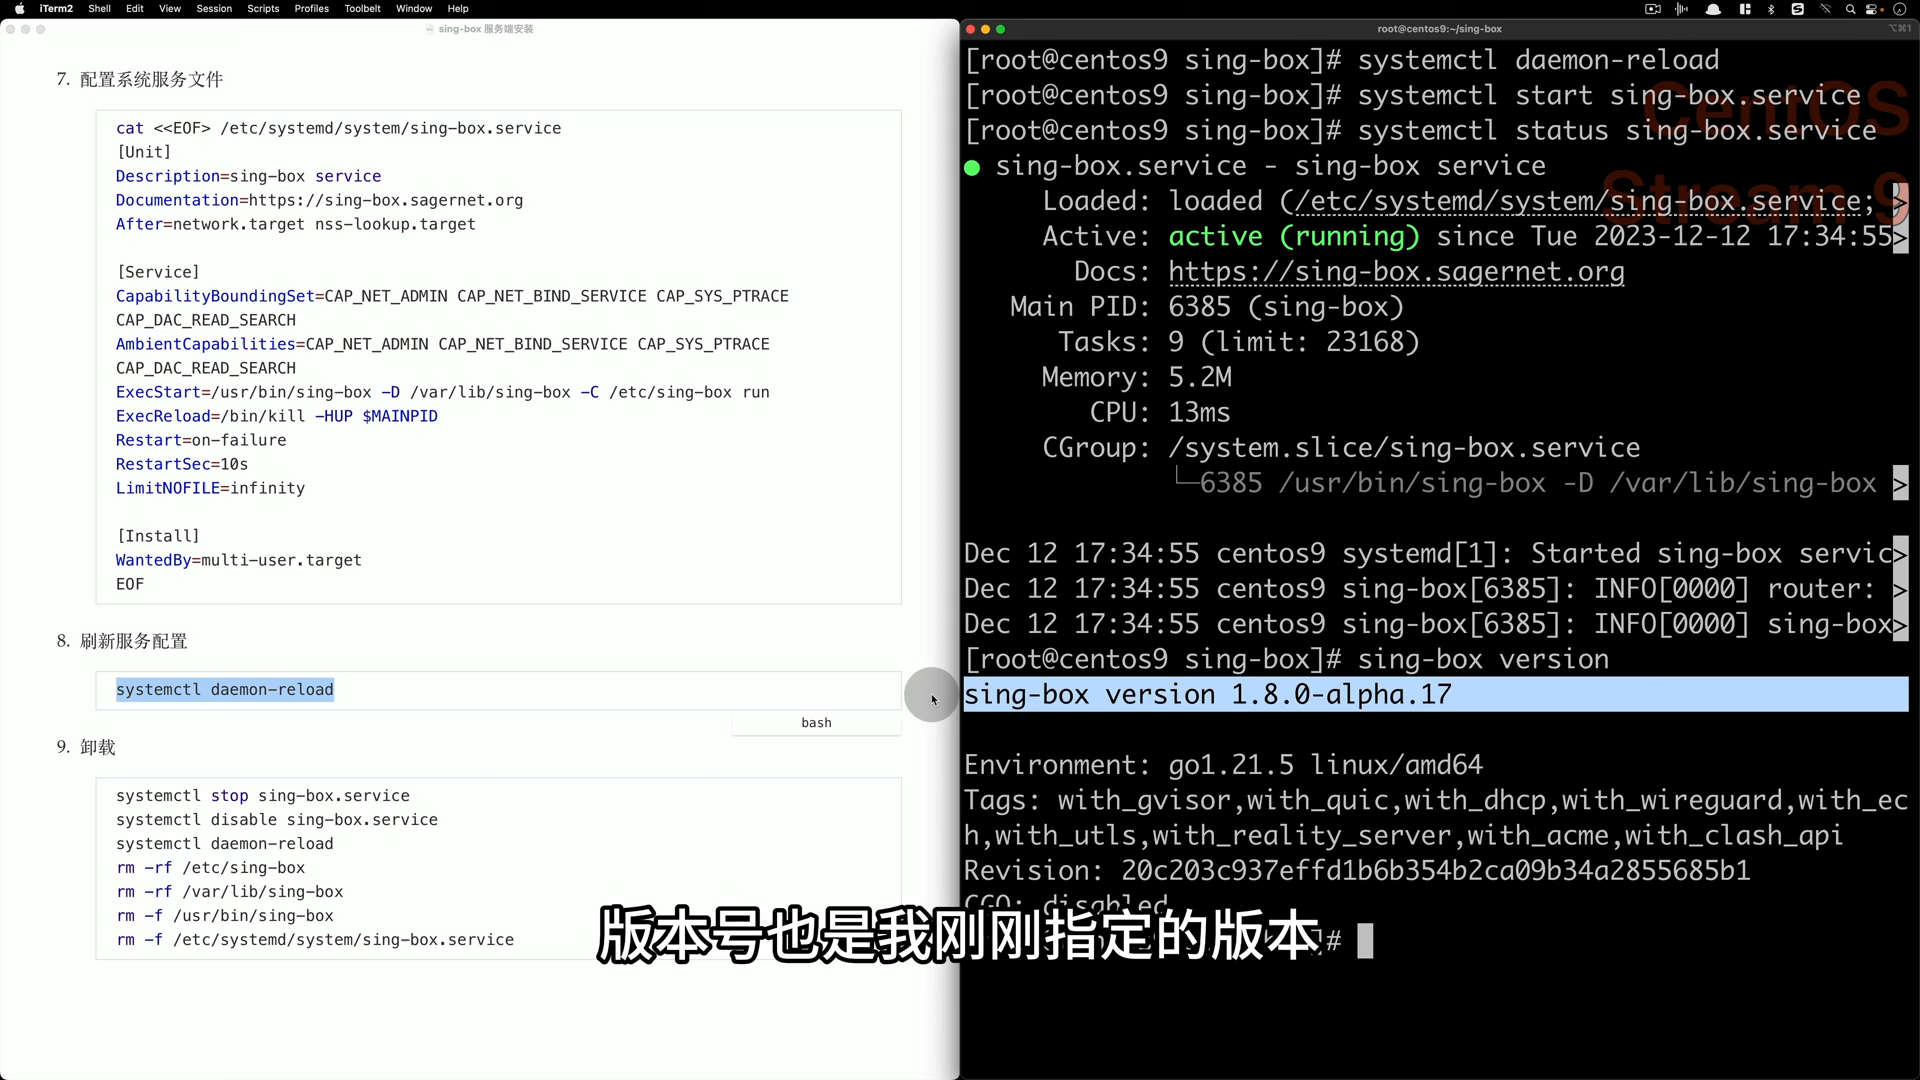 iTerm2 Shell Edit View Session Scripts Profiles Toolbelt Window Help
sing-box 服务端安装
7. 配置系统服务文件
cat <<EOF> /etc/systemd/system/sing-box.service
[Unit]
Description=sing-box service
Documentation=https://sing-box.sagernet.org
After=network.target nss-lookup.target
[Service]
CapabilityBoundingSet=CAP_NET_ADMIN CAP_NET_BIND_SERVICE CAP_SYS_PTRACE
CAP_DAC_READ_SEARCH
AmbientCapabilities=CAP_NET_ADMIN CAP_NET_BIND_SERVICE CAP_SYS_PTRACE
CAP_DAC_READ_SEARCH
ExecStart=/usr/bin/sing-box -D /var/lib/sing-box -C /etc/sing-box run
ExecReload=/bin/kill -HUP $MAINPID
Restart=on-failure
RestartSec=10s
LimitNOFILE=infinity
[Install]
WantedBy=multi-user.target
EOF
8. 刷新服务配置
systemctl daemon-reload
bash
9. 卸载
systemctl stop sing-box.service
systemctl disable sing-box.service
systemctl daemon-reload
rm -rf /etc/sing-box
rm -rf /var/lib/sing-box
rm -f /usr/bin/sing-box
rm -f /etc/systemd/system/sing-box.service
root@centos9:~/sing-box
⌥⌘1
CentOS
Stream 9
[root@centos9 sing-box]# systemctl daemon-reload
[root@centos9 sing-box]# systemctl start sing-box.service
[root@centos9 sing-box]# systemctl status sing-box.service
● sing-box.service - sing-box service
Loaded: loaded (/etc/systemd/system/sing-box.service; >
Active: active (running) since Tue 2023-12-12 17:34:55>
Docs: https://sing-box.sagernet.org
Main PID: 6385 (sing-box)
Tasks: 9 (limit: 23168)
Memory: 5.2M
CPU: 13ms
CGroup: /system.slice/sing-box.service
└─6385 /usr/bin/sing-box -D /var/lib/sing-box >
Dec 12 17:34:55 centos9 systemd[1]: Started sing-box servic>
Dec 12 17:34:55 centos9 sing-box[6385]: INFO[0000] router: >
Dec 12 17:34:55 centos9 sing-box[6385]: INFO[0000] sing-box>
[root@centos9 sing-box]# sing-box version
sing-box version 1.8.0-alpha.17
Environment: go1.21.5 linux/amd64
Tags: with_gvisor,with_quic,with_dhcp,with_wireguard,with_ec
h,with_utls,with_reality_server,with_acme,with_clash_api
Revision: 20c203c937effd1b6b354b2ca09b34a2855685b1
CGO: disabled
]#
版本号也是我刚刚指定的版本